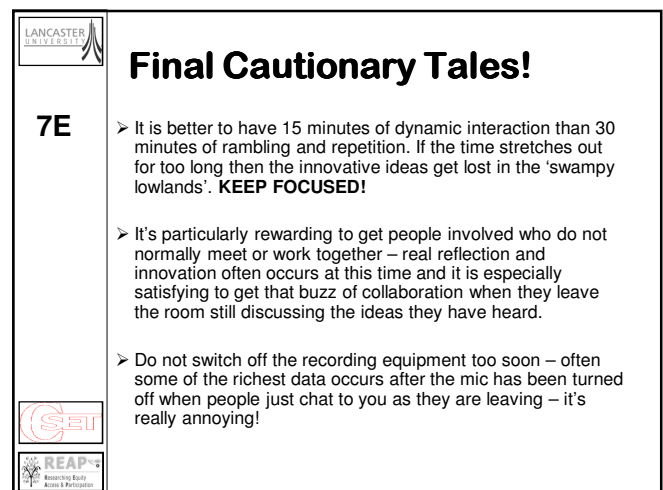 LANCASTER
UNIVERSITY
Final Cautionary Tales!
7E
➢ It is better to have 15 minutes of dynamic interaction than 30
minutes of rambling and repetition. If the time stretches out
for too long then the innovative ideas get lost in the ‘swampy
lowlands’. KEEP FOCUSED!
➢ It’s particularly rewarding to get people involved who do not
normally meet or work together – real reflection and
innovation often occurs at this time and it is especially
satisfying to get that buzz of collaboration when they leave
the room still discussing the ideas they have heard.
➢ Do not switch off the recording equipment too soon – often
some of the richest data occurs after the mic has been turned
off when people just chat to you as they are leaving – it’s
really annoying!
CSET
REAP
Researching Equity
Access & Participation